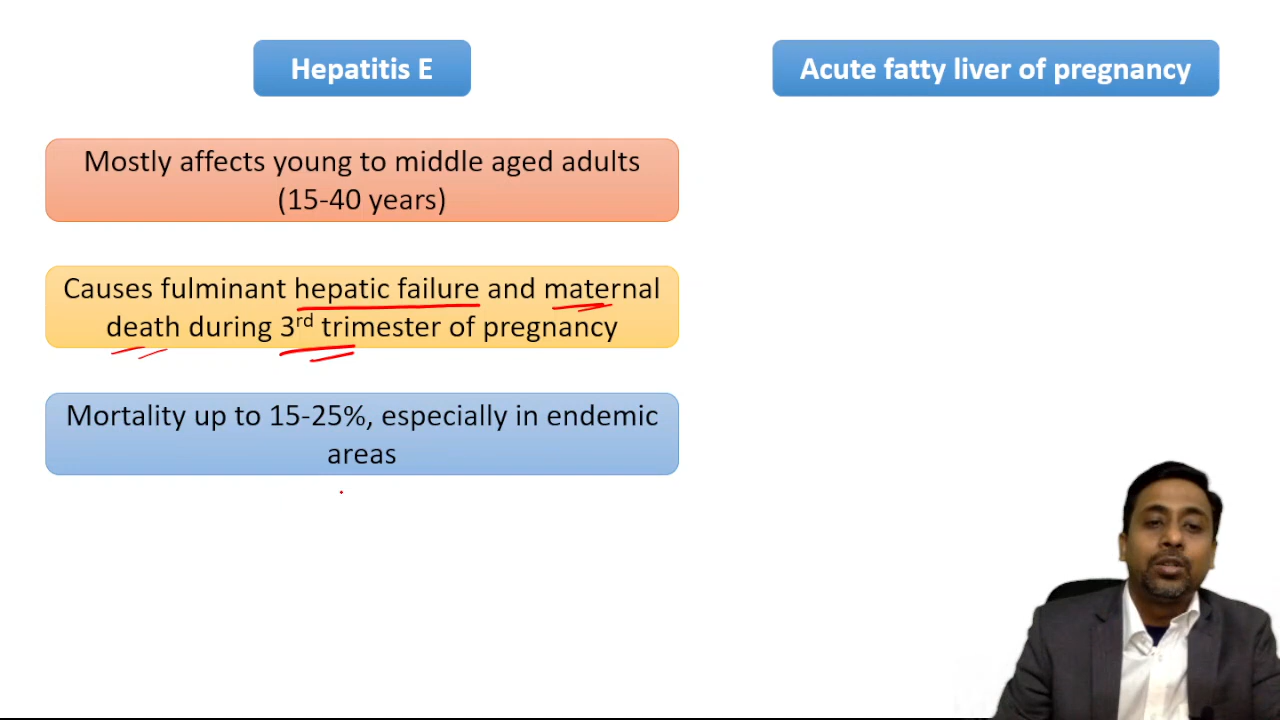 Hepatitis E
Acute fatty liver of pregnancy
Mostly affects young to middle aged adults
(15-40 years)
Causes fulminant hepatic failure and maternal
death during 3rd trimester of pregnancy
Mortality up to 15-25%, especially in endemic
areas